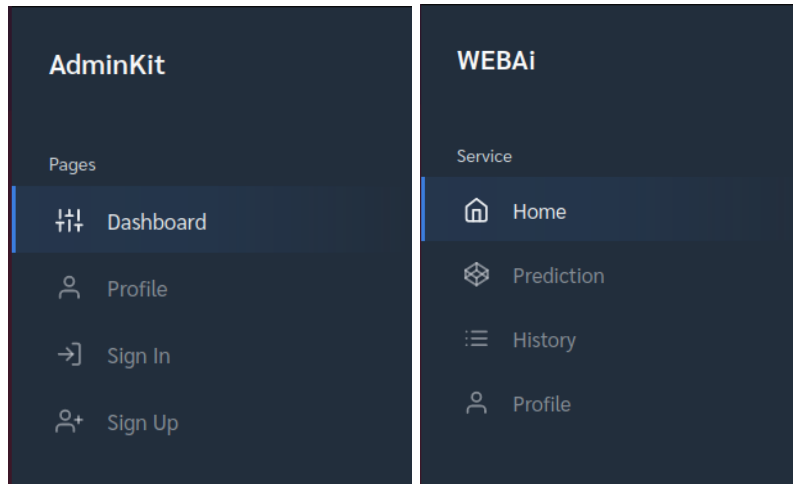 AdminKit
Pages
Dashboard
Profile
Sign In
Sign Up
WEBAi
Service
Home
Prediction
History
Profile